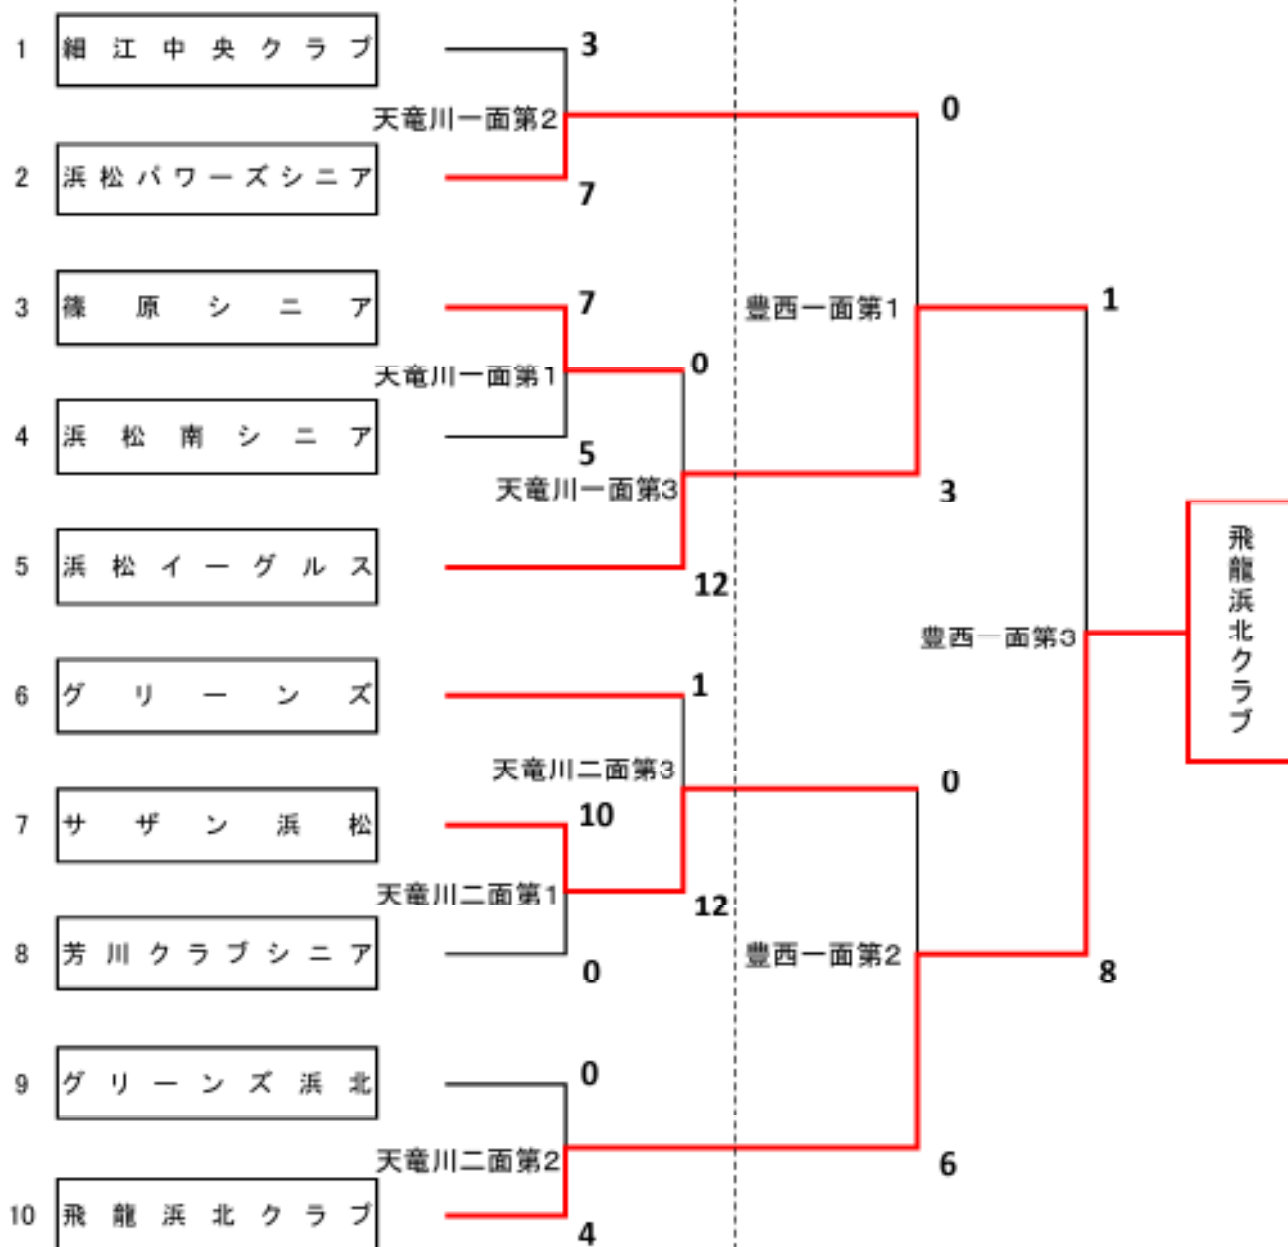 1 細江中央クラブ
3
天竜川一面第2
0
2 浜松パワーズシニア
7
3 篠原シニア
7
豊西一面第1
1
天竜川一面第1
0
4 浜松南シニア
5
天竜川一面第3
3
5 浜松イーグルス
12
飛龍浜北クラブ
豊西一面第3
6 グリーンズ
1
天竜川二面第3
0
7 サザン浜松
10
天竜川二面第1
12
8 芳川クラブシニア
0
豊西一面第2
8
9 グリーンズ浜北
0
天竜川二面第2
6
10 飛龍浜北クラブ
4